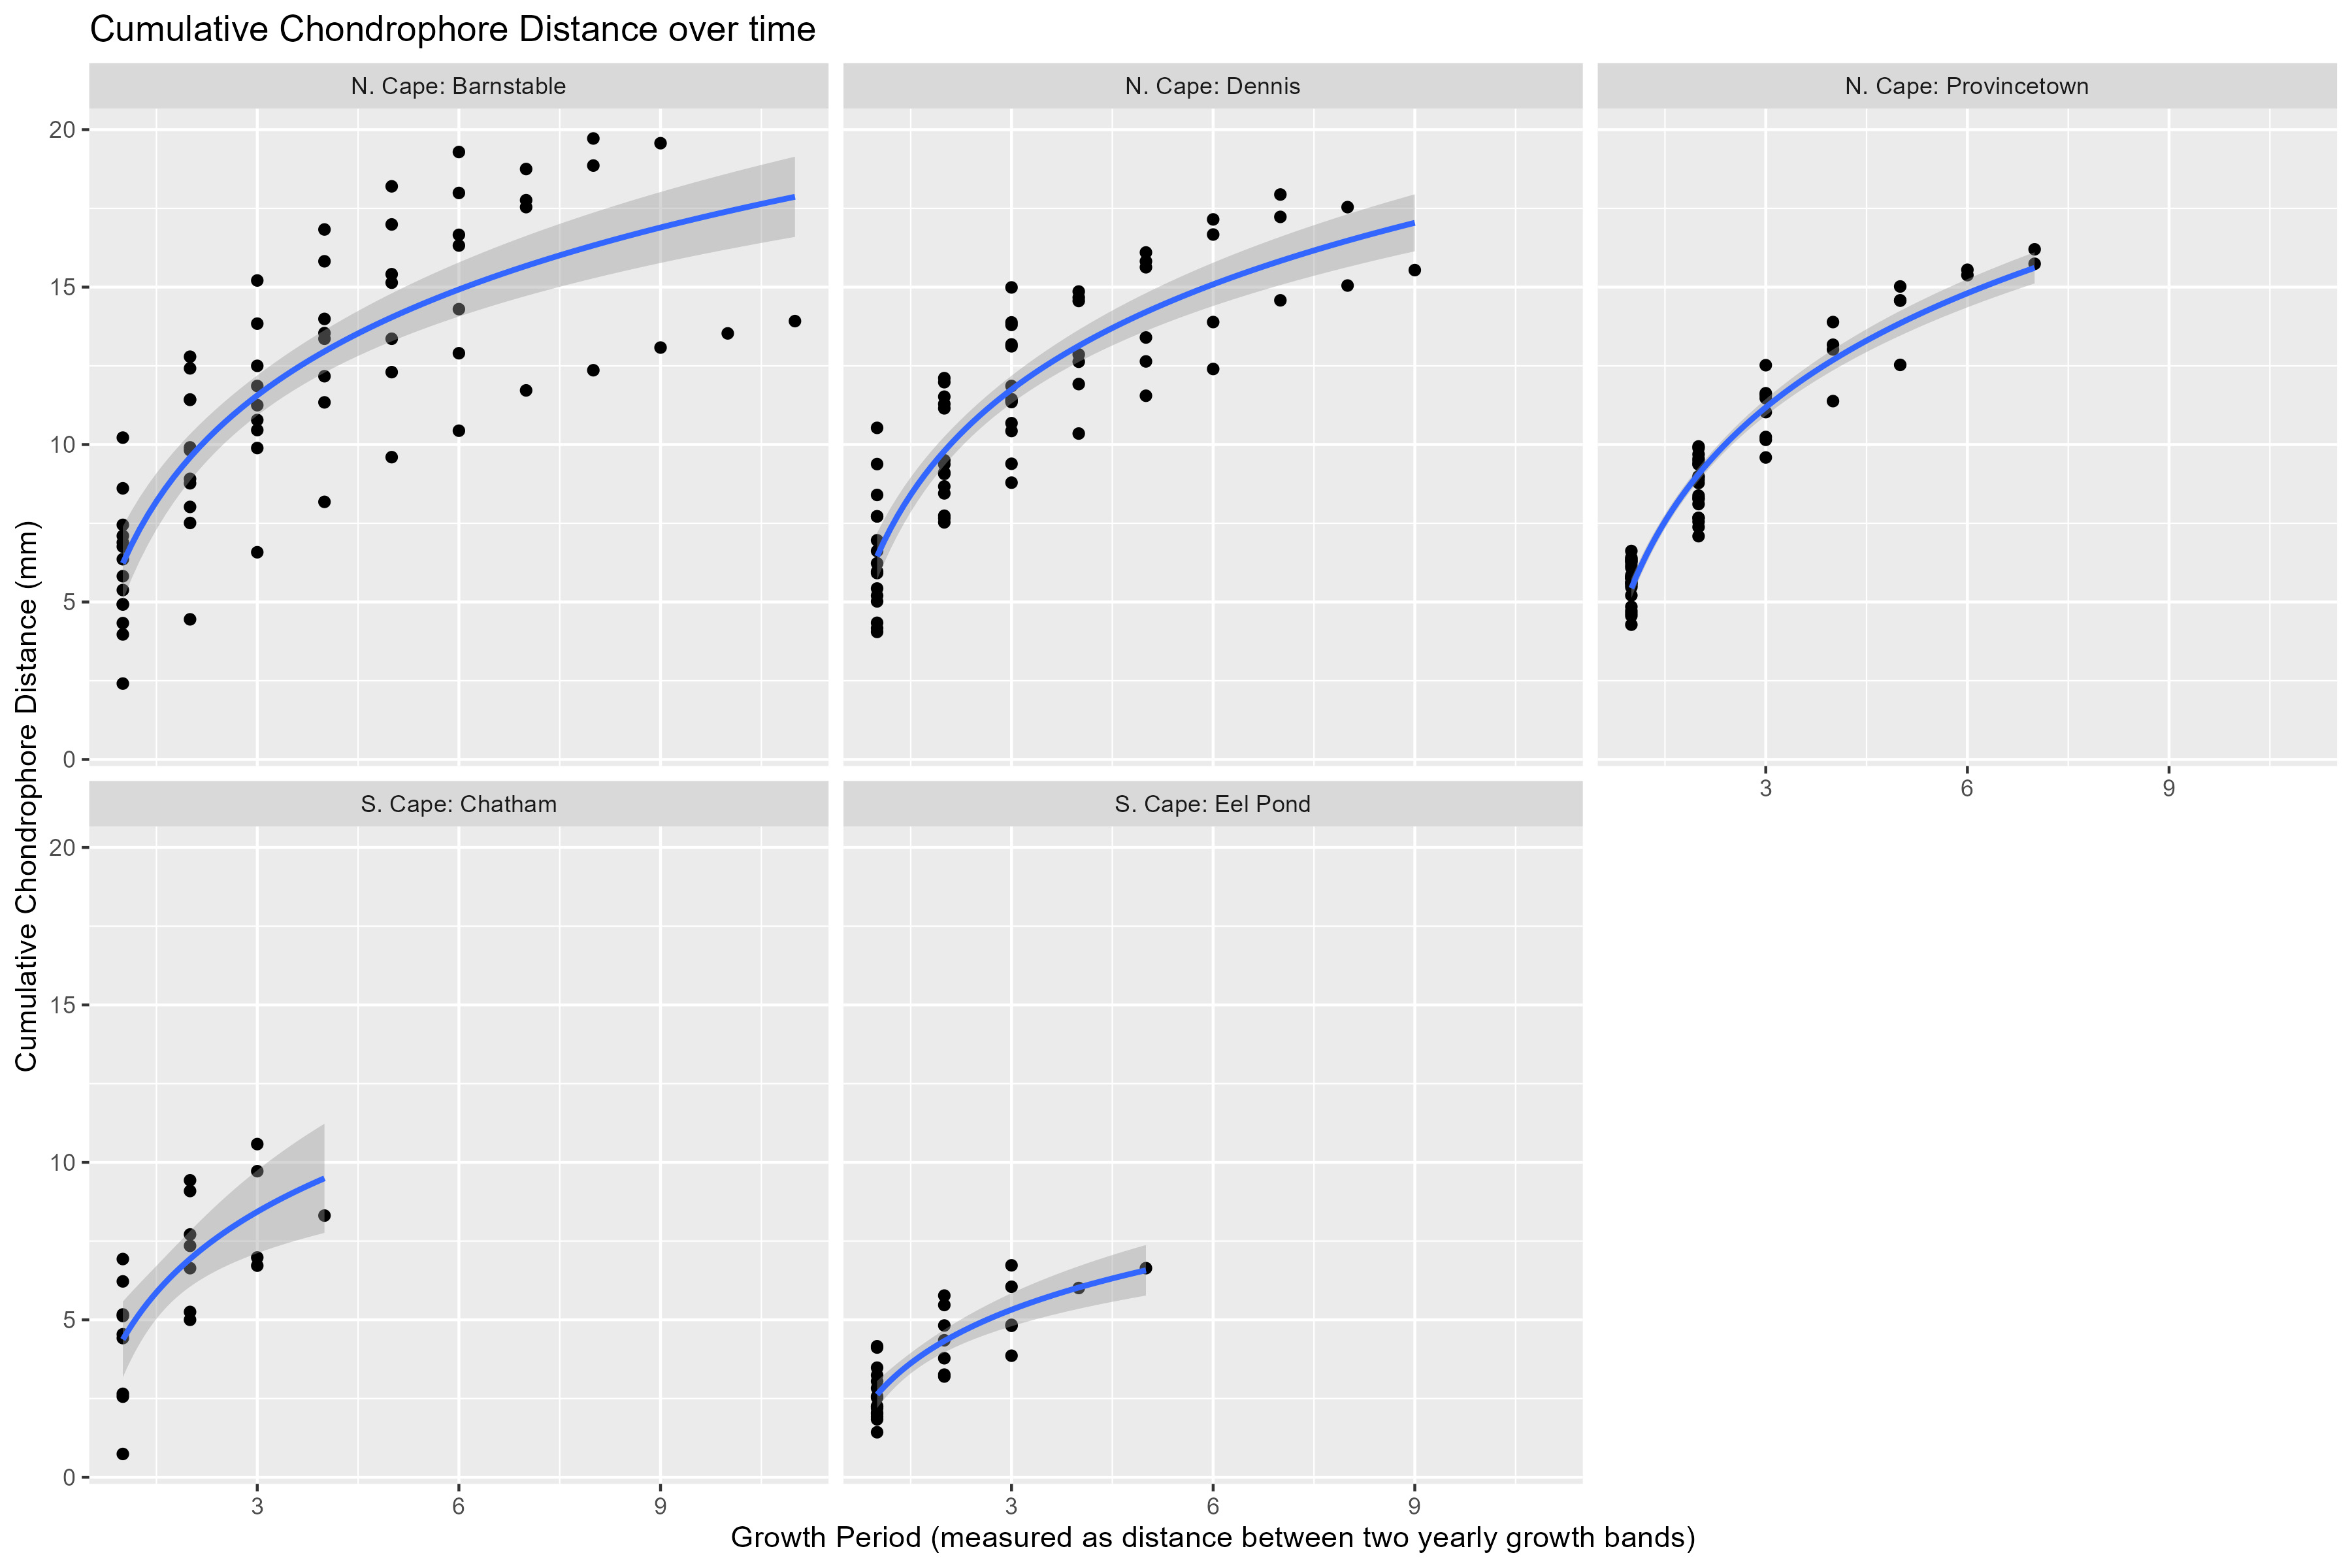 Cumulative Chondrophore Distance over time
N. Cape: Barnstable
N. Cape: Dennis
N. Cape: Provincetown
20
15
10
5
0
3
6
9
S. Cape: Chatham
S. Cape: Eel Pond
20
15
10
5
0
3
6
9
3
6
9
Cumulative Chondrophore Distance (mm)
Growth Period (measured as distance between two yearly growth bands)